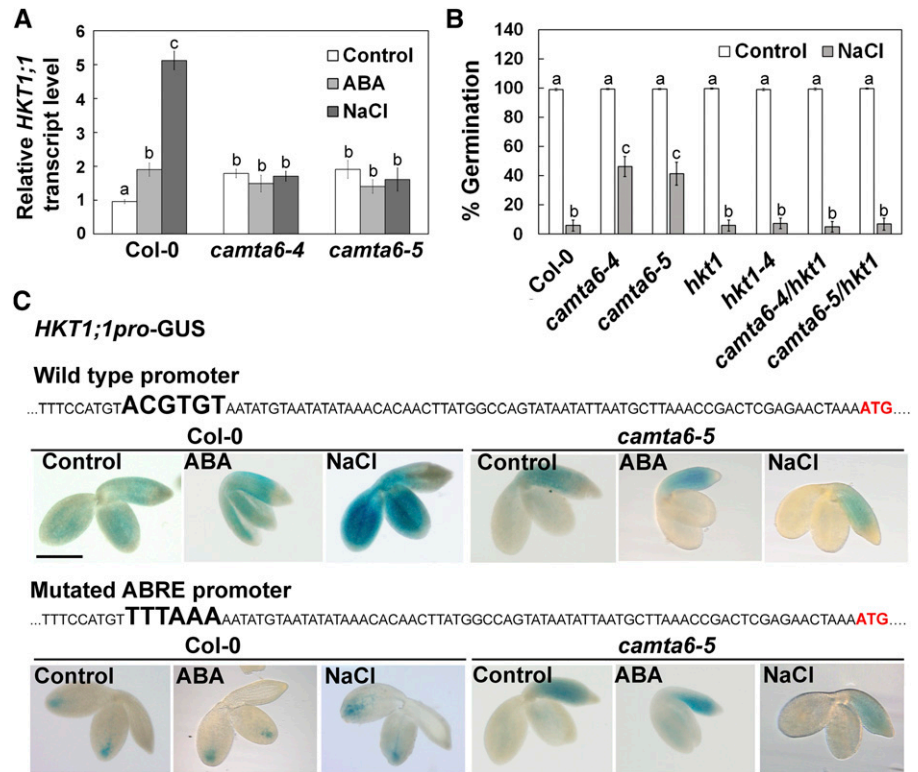 A
Relative HKT1;1 transcript level
6
5
4
3
2
1
0
a
b
c
b
b
b
b
b
b
Control
ABA
NaCl
Col-0
camta6-4
camta6-5
B
% Germination
140
120
100
80
60
40
20
0
Control
NaCl
a
a
a
a
a
a
a
b
c
c
b
b
b
b
Col-0
camta6-4
camta6-5
hkt1
hkt1-4
camta6-4/hkt1
camta6-5/hkt1
C
HKT1;1pro-GUS
Wild type promoter
...TTTCCATGTACGTGTAATATGTAATATATAAACACAACTTATGGCCAGTATAATATTAATGCTTAAACCGACTCGAGAACTAAAATG....
Col-0
camta6-5
Control
ABA
NaCl
Control
ABA
NaCl
Mutated ABRE promoter
...TTTCCATGTTTTAAAAATATGTAATATATAAACACAACTTATGGCCAGTATAATATTAATGCTTAAACCGACTCGAGAACTAAAATG....
Col-0
camta6-5
Control
ABA
NaCl
Control
ABA
NaCl